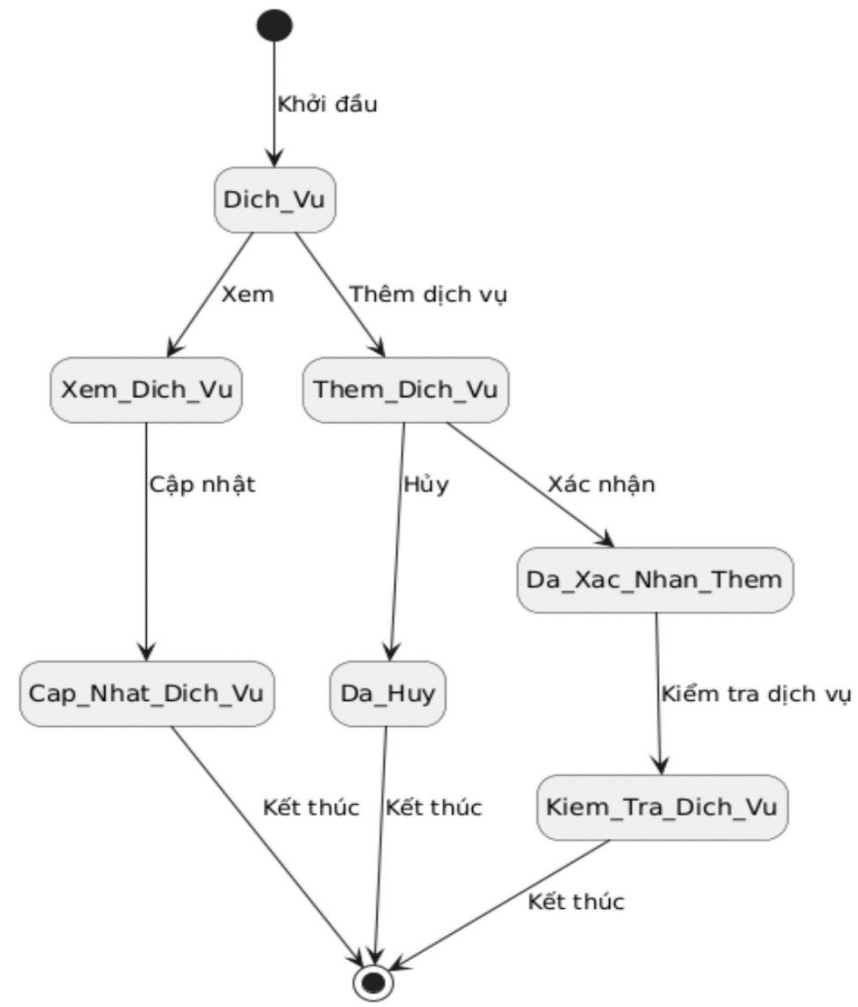 Khởi đầu
Dich_Vu
Xem
Thêm dịch vụ
Xem_Dich_Vu
Them_Dich_Vu
Cập nhật
Hủy
Xác nhận
Da_Xac_Nhan_Them
Cap_Nhat_Dich_Vu
Da_Huy
Kiểm tra dịch vụ
Kết thúc
Kết thúc
Kiem_Tra_Dich_Vu
Kết thúc